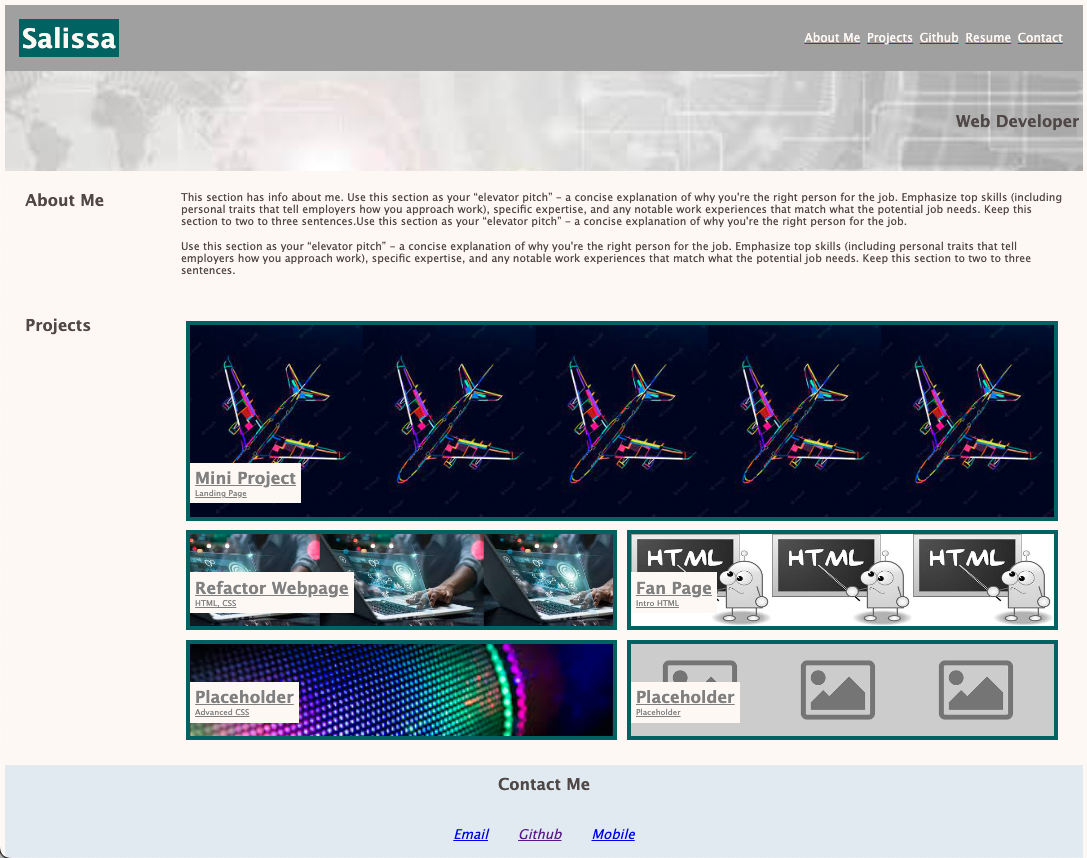 Salissa
About Me Projects Github Resume Contact
Web Developer
About Me
This section has info about me. Use this section as your “elevator pitch” – a concise explanation of why you're the right person for the job. Emphasize top skills (including
personal traits that tell employers how you approach work), specific expertise, and any notable work experiences that match what the potential job needs. Keep this
section to two to three sentences.Use this section as your “elevator pitch” – a concise explanation of why you're the right person for the job.
Use this section as your “elevator pitch” – a concise explanation of why you're the right person for the job. Emphasize top skills (including personal traits that tell
employers how you approach work), specific expertise, and any notable work experiences that match what the potential job needs. Keep this section to two to three
sentences.
Projects
Mini Project
Landing Page
Refactor Webpage
HTML, CSS
HTML HTML HTML
Fan Page
Intro HTML
Placeholder
Advanced CSS
Placeholder
Placeholder
Contact Me
Email Github Mobile